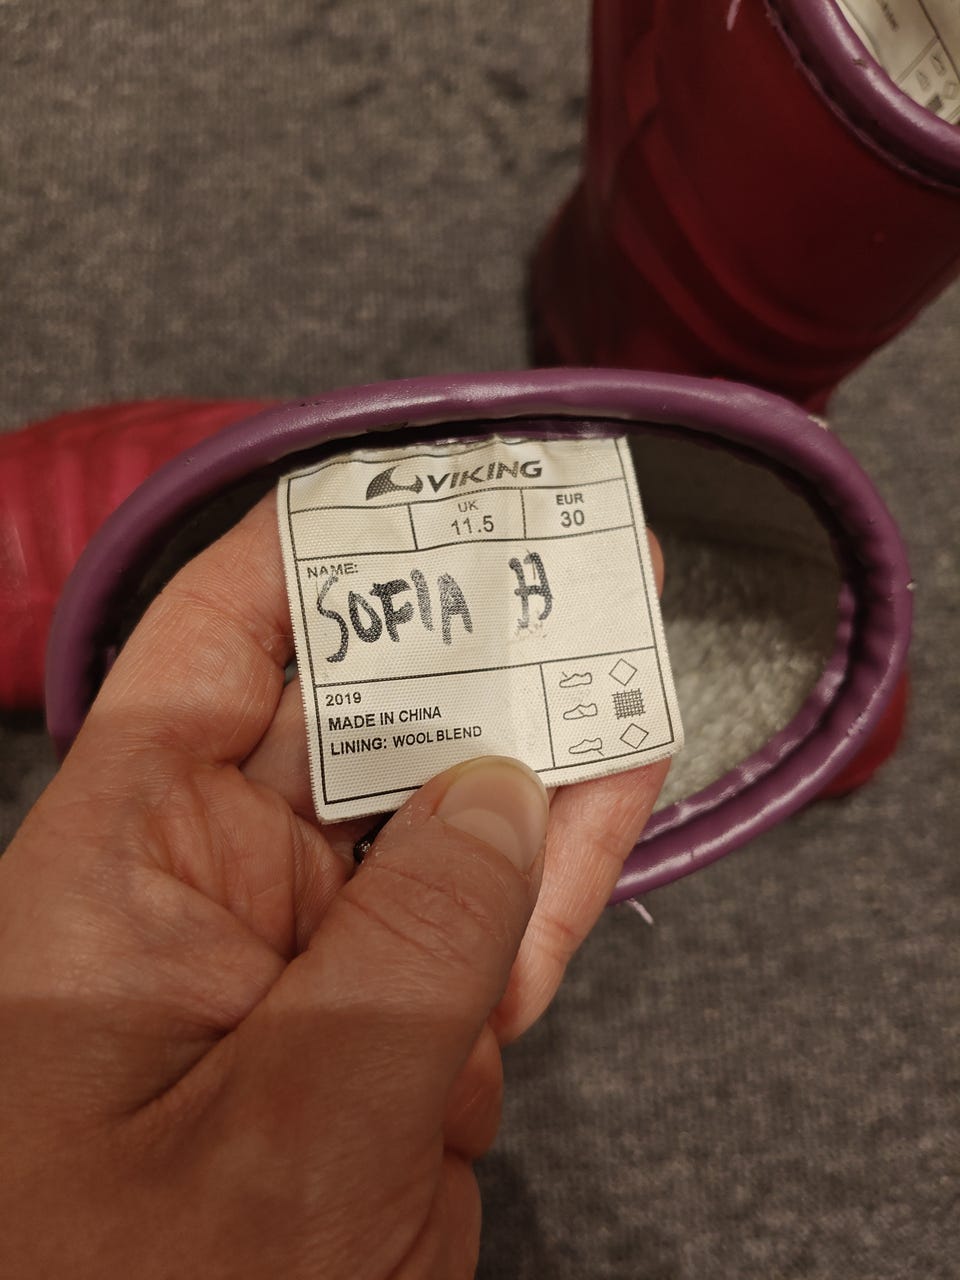 VIKING
UK EUR
11.5 30
NAME:
SOFIA H
2019
MADE IN CHINA
LINING: WOOL BLEND